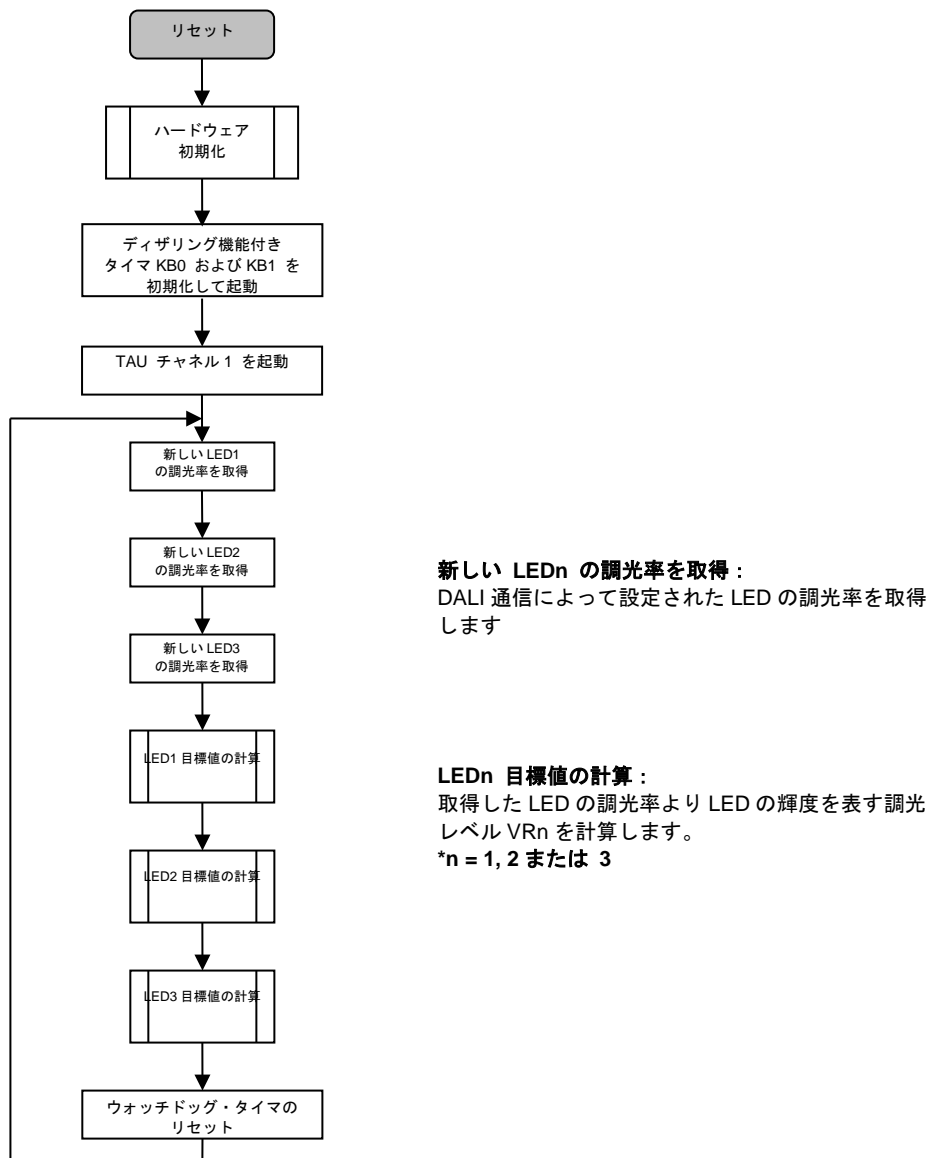 リセット
ハードウェア
初期化
ディザリング機能付き
タイマ KB0 および KB1 を
初期化して起動
TAU チャネル 1 を起動
新しい LED1
の調光率を取得
新しい LED2
の調光率を取得
新しい LED3
の調光率を取得
LED1 目標値の計算
LED2 目標値の計算
LED3 目標値の計算
ウォッチドッグ・タイマの
リセット
新しい LEDn の調光率を取得：
DALI 通信によって設定された LED の調光率を取得
します
LEDn 目標値の計算：
取得した LED の調光率より LED の輝度を表す調光
レベル VRn を計算します。
*n = 1, 2 または 3